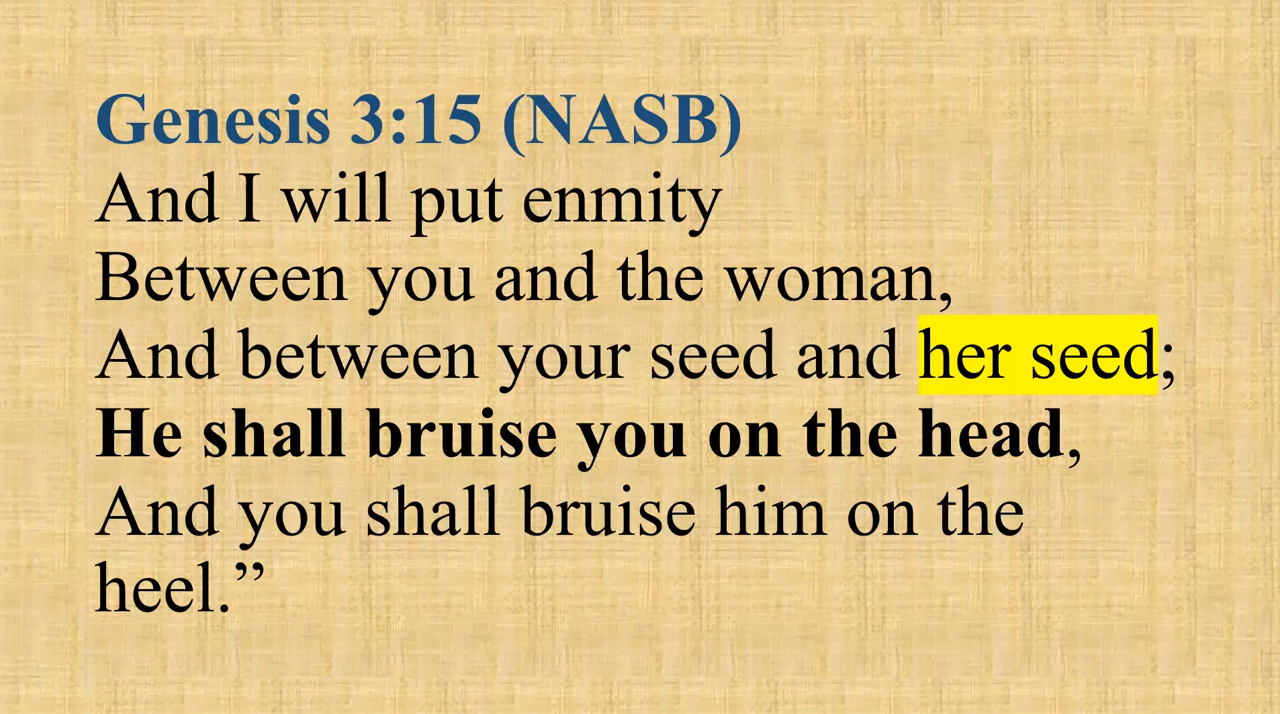 Genesis 3:15 (NASB)
And I will put enmity
Between you and the woman,
And between your seed and her seed;
He shall bruise you on the head,
And you shall bruise him on the
heel.”